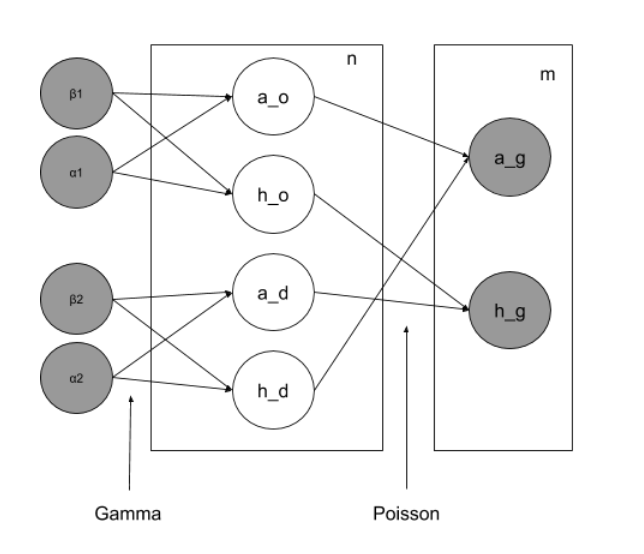 n
m
β1
a_o
α1
a_g
h_o
β2
a_d
h_g
α2
h_d
Gamma
Poisson